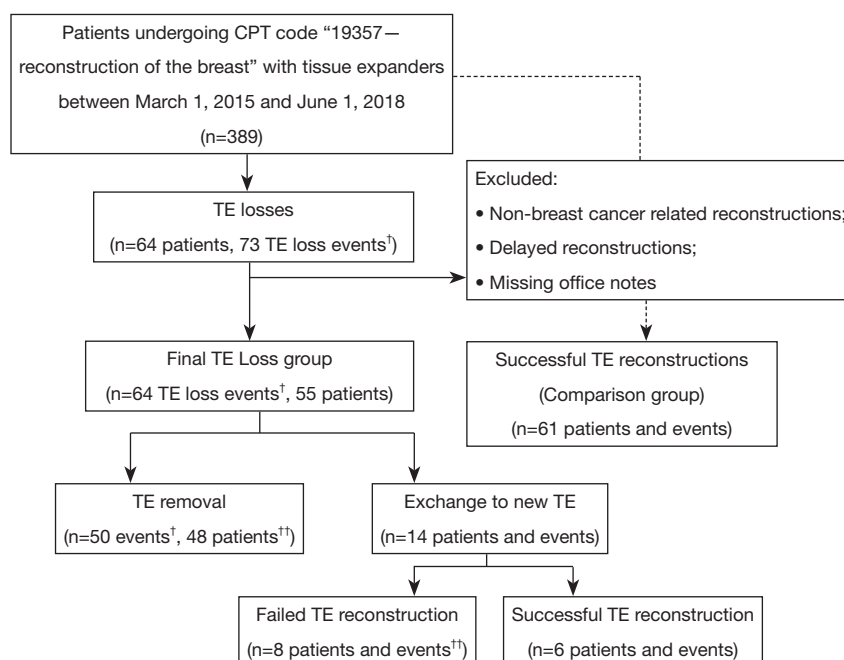 Patients undergoing CPT code “19357—
reconstruction of the breast” with tissue expanders
between March 1, 2015 and June 1, 2018
(n=389)
TE losses
(n=64 patients, 73 TE loss events†)
Excluded:
• Non-breast cancer related reconstructions;
• Delayed reconstructions;
• Missing office notes
Final TE Loss group
(n=64 TE loss events†, 55 patients)
Successful TE reconstructions
(Comparison group)
(n=61 patients and events)
TE removal
(n=50 events†, 48 patients††)
Exchange to new TE
(n=14 patients and events)
Failed TE reconstruction
(n=8 patients and events††)
Successful TE reconstruction
(n=6 patients and events)